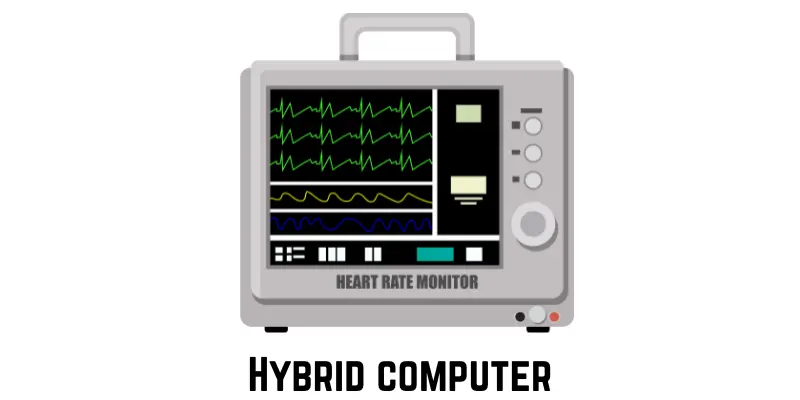 HEART RATE MONITOR
HYBRID COMPUTER